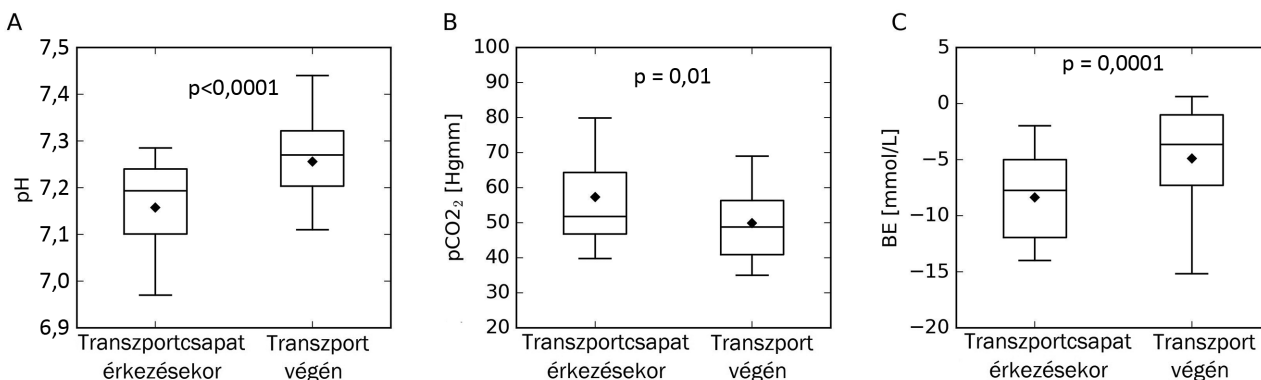 A
7,5
7,4
7,3
7,2
7,1
7,0
6,9
pH
p<0,0001
Transzportcsapat
érkezésekor
Transzport
végén
B
100
90
80
70
60
50
40
30
20
pCO2₂ [Hgmm]
p = 0,01
Transzportcsapat
érkezésekor
Transzport
végén
C
5
0
−5
−10
−15
−20
BE [mmol/L]
p = 0,0001
Transzportcsapat
érkezésekor
Transzport
végén